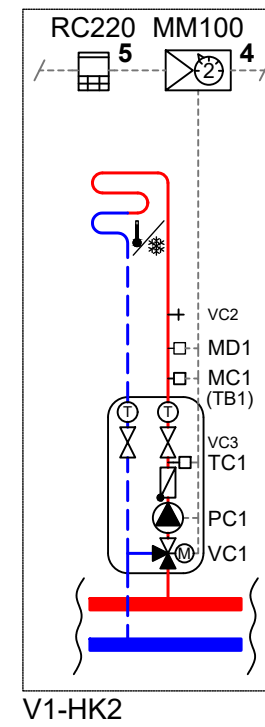 RC220 MM100
5 2 4
VC2
MD1
MC1
(TB1)
T T
VC3
TC1
PC1
M VC1
V1-HK2